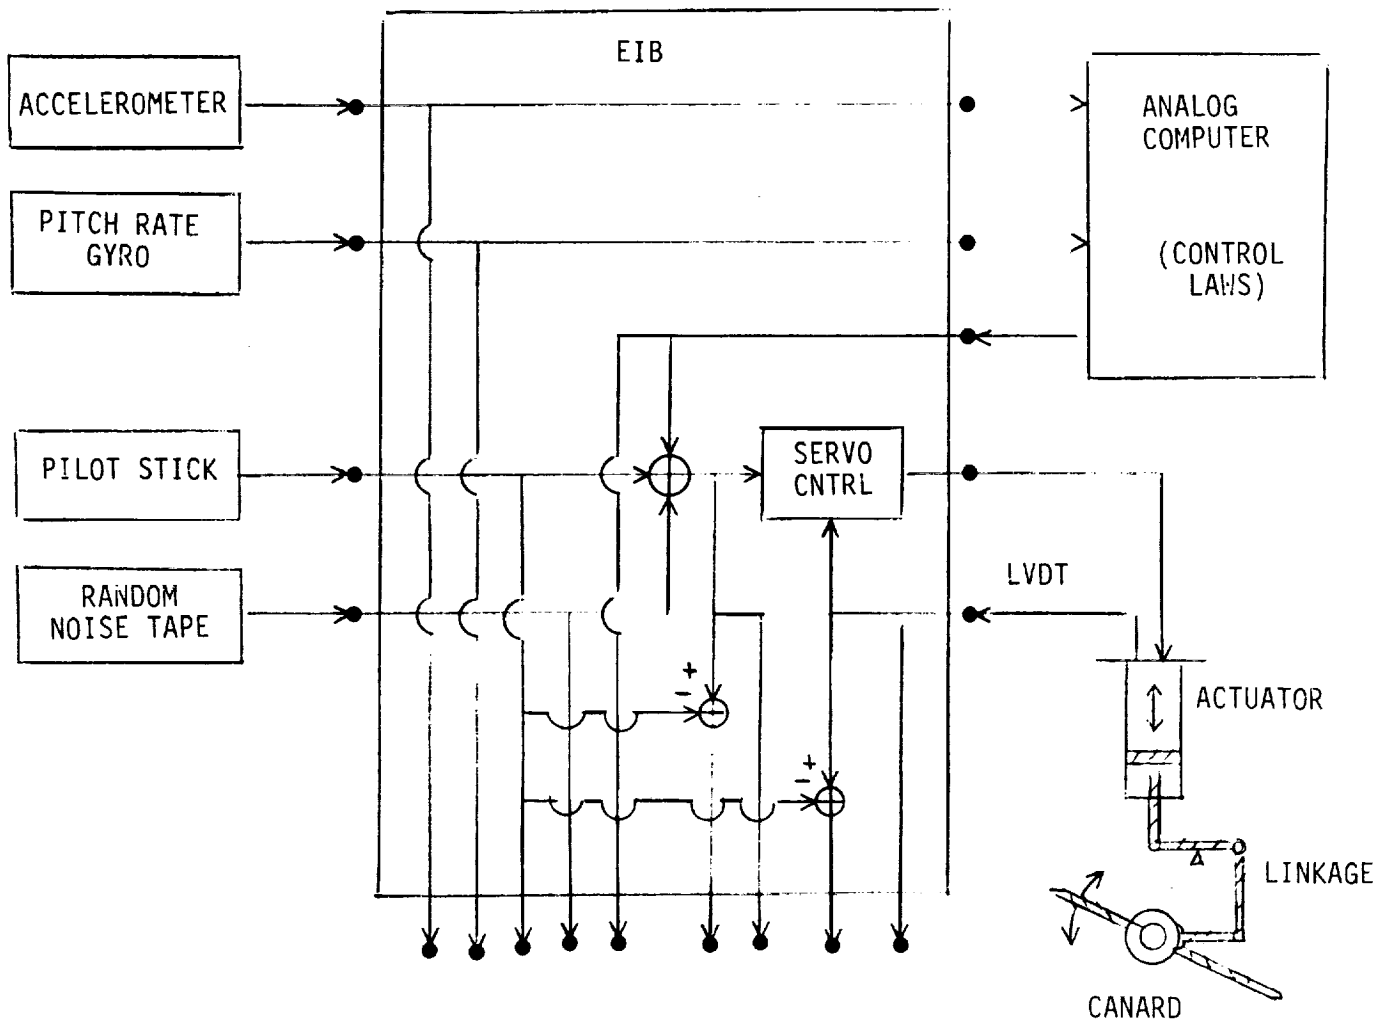 EIB
ACCELEROMETER
ANALOG
COMPUTER
PITCH RATE
GYRO
(CONTROL
LAWS)
PILOT STICK
SERVO
CNTRL
LVDT
RANDOM
NOISE TAPE
+
-
ACTUATOR
+
-
LINKAGE
CANARD